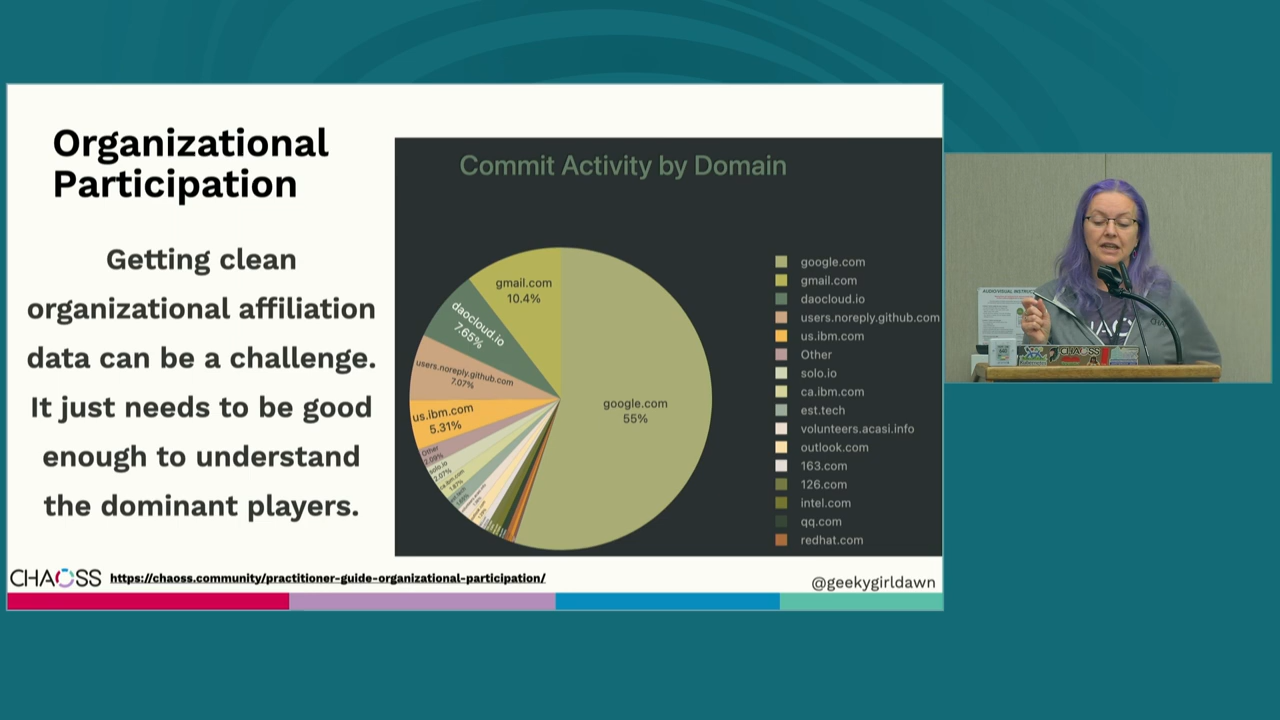 Organizational
Participation
Getting clean
organizational affiliation
data can be a challenge.
It just needs to be good
enough to understand
the dominant players.
Commit Activity by Domain
gmail.com
10.4%
daocloud.io
7.65%
users.noreply.github.com
7.07%
us.ibm.com
5.31%
Other
solo.io
2.07%
google.com
55%
google.com
gmail.com
daocloud.io
users.noreply.github.com
us.ibm.com
Other
solo.io
ca.ibm.com
est.tech
volunteers.acasi.info
outlook.com
163.com
126.com
intel.com
qq.com
redhat.com
CHAOSS
https://chaoss.community/practitioner-guide-organizational-participation/
@geekygirldawn
AUDIOVISUAL INSTRUC
CHAOSS